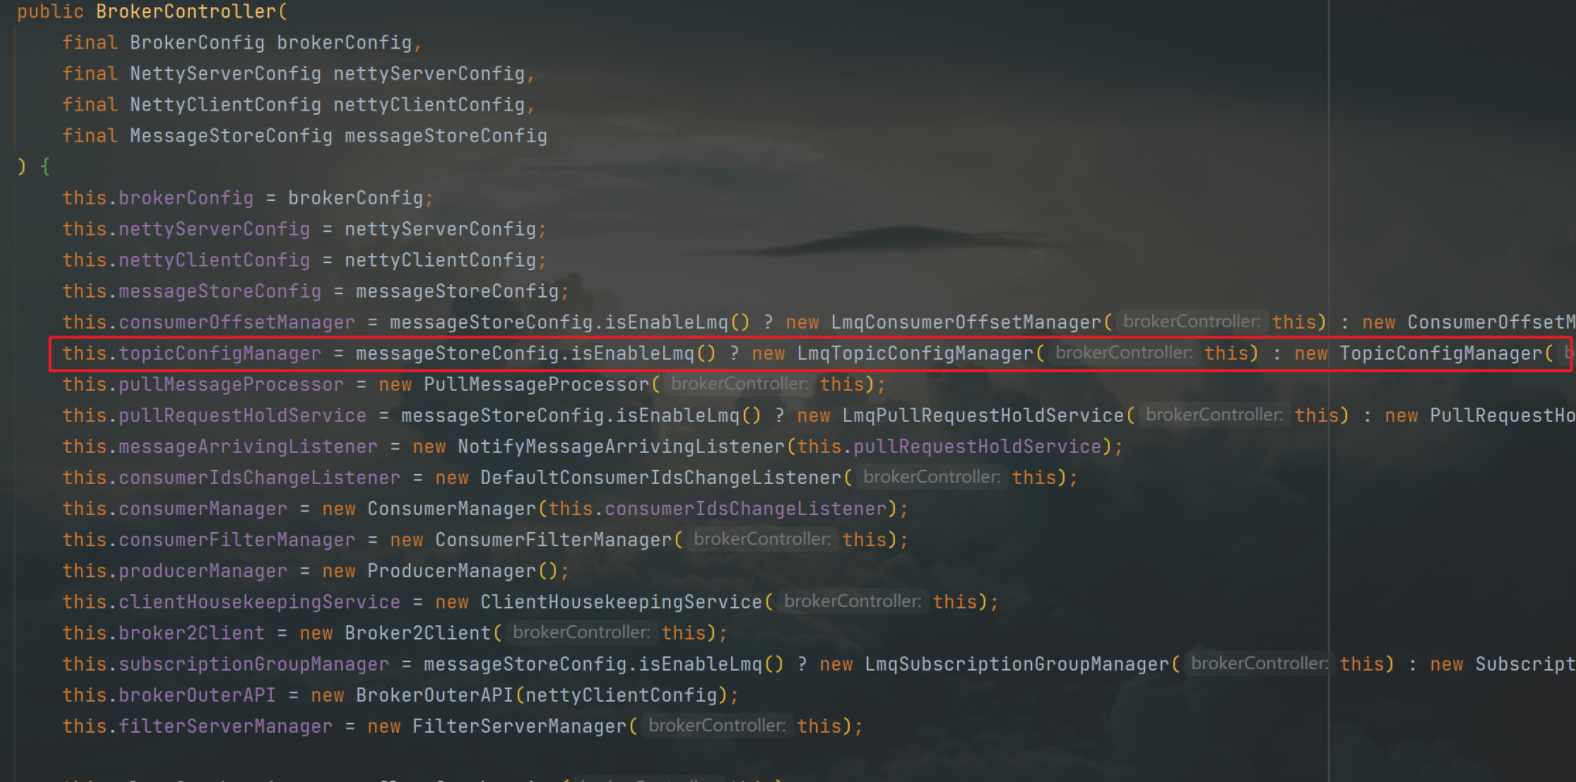 public BrokerController(
final BrokerConfig brokerConfig,
final NettyServerConfig nettyServerConfig,
final NettyClientConfig nettyClientConfig,
final MessageStoreConfig messageStoreConfig
) {
this.brokerConfig = brokerConfig;
this.nettyServerConfig = nettyServerConfig;
this.nettyClientConfig = nettyClientConfig;
this.messageStoreConfig = messageStoreConfig;
this.consumerOffsetManager = messageStoreConfig.isEnableLmq() ? new LmqConsumerOffsetManager( brokerController: this) : new ConsumerOffsetM
this.topicConfigManager = messageStoreConfig.isEnableLmq() ? new LmqTopicConfigManager( brokerController: this) : new TopicConfigManager( b
this.pullMessageProcessor = new PullMessageProcessor( brokerController: this);
this.pullRequestHoldService = messageStoreConfig.isEnableLmq() ? new LmqPullRequestHoldService( brokerController: this) : new PullRequestHo
this.messageArrivingListener = new NotifyMessageArrivingListener(this.pullRequestHoldService);
this.consumerIdsChangeListener = new DefaultConsumerIdsChangeListener( brokerController: this);
this.consumerManager = new ConsumerManager(this.consumerIdsChangeListener);
this.consumerFilterManager = new ConsumerFilterManager( brokerController: this);
this.producerManager = new ProducerManager();
this.clientHousekeepingService = new ClientHousekeepingService( brokerController: this);
this.broker2Client = new Broker2Client( brokerController: this);
this.subscriptionGroupManager = messageStoreConfig.isEnableLmq() ? new LmqSubscriptionGroupManager( brokerController: this) : new Subscript
this.brokerOuterAPI = new BrokerOuterAPI(nettyClientConfig);
this.filterServerManager = new FilterServerManager( brokerController: this);